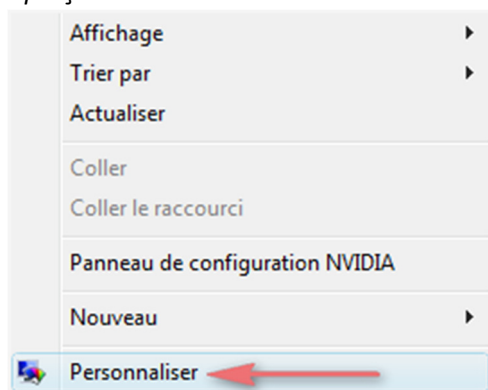 Affichage
Trier par
Actualiser
Coller
Coller le raccourci
Panneau de configuration NVIDIA
Nouveau
Personnaliser